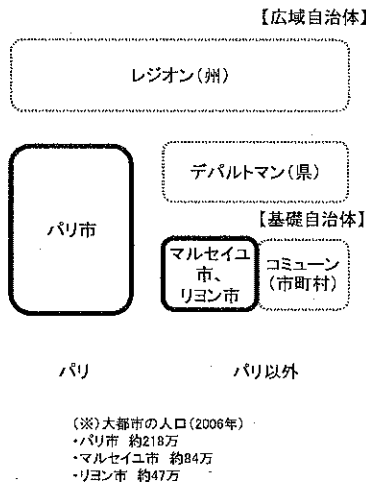 【広域自治体】
レジオン(州)
パリ市
デパルトマン(県)
【基礎自治体】
マルセイユ
市、
リヨン市
コミューン
(市町村)
パリ
パリ以外
(※)大都市の人口(2006年)
・パリ市 約218万
・マルセイユ市 約84万
・リヨン市 約47万